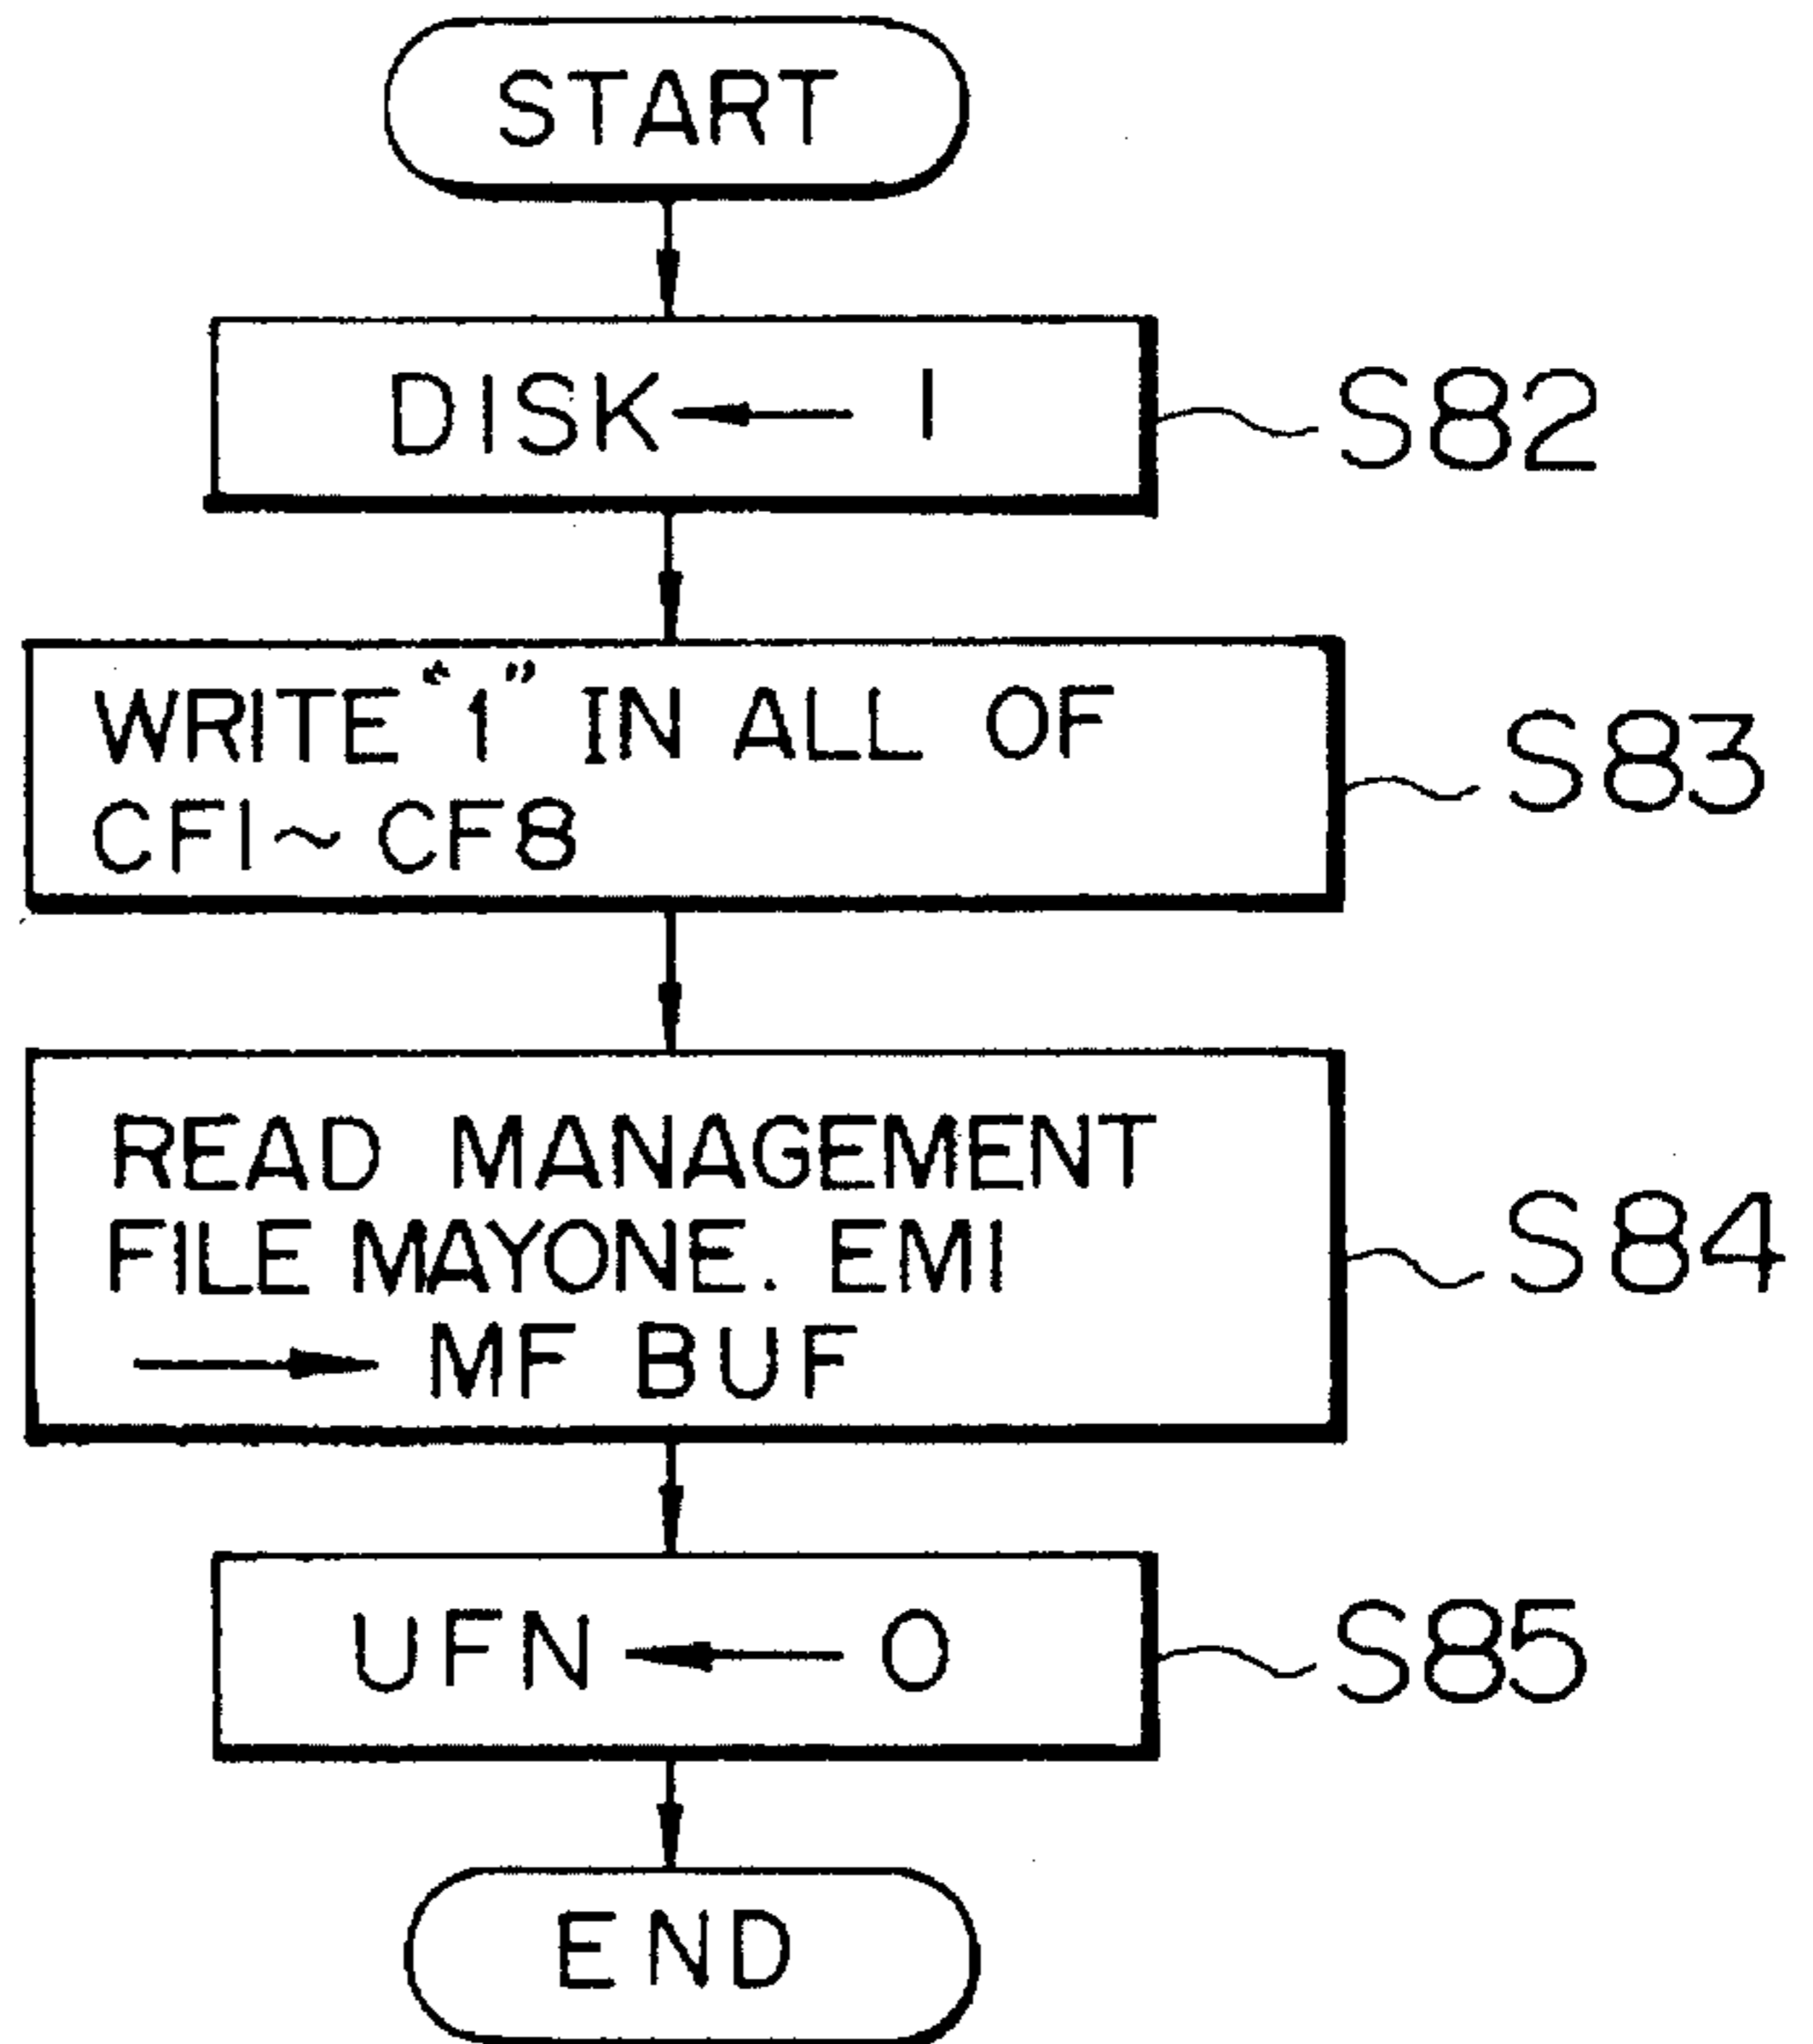 START
DISK ← 1
S82
WRITE "1" IN ALL OF
CF1~CF8
S83
READ MANAGEMENT
FILE MAYONE. EMI
→ MF BUF
S84
UFN ← 0
S85
END